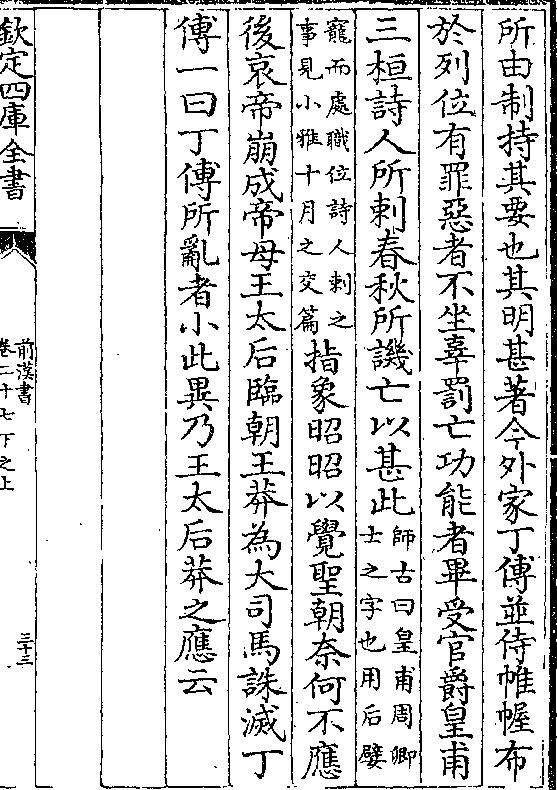 所由制持其要也其明甚著今外家丁傅並侍帷幄布
於列位有罪惡者不坐辜罰亡功能者畢受官爵皇甫
三桓詩人所刺春秋所譏亡以甚此師古曰皇甫周卿
士之字也用后嬖
寵而處職位詩人刺之
事見小雅十月之交篇指象昭昭以覺聖朝奈何不應
後哀帝崩成帝母王太后臨朝王莽為大司馬誅滅丁
傅一曰丁傅所亂者小此異乃王太后莽之應云
欽定四庫全書
前漢書
卷二十七下之上
三十三